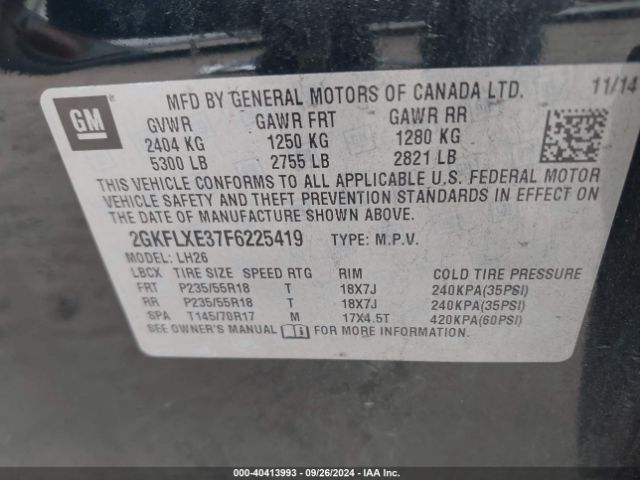 GM
MFD BY GENERAL MOTORS OF CANADA LTD. 11/14
GVWR GAWR FRT GAWR RR
2404 KG 1250 KG 1280 KG
5300 LB 2755 LB 2821 LB
THIS VEHICLE CONFORMS TO ALL APPLICABLE U.S. FEDERAL MOTOR
VEHICLE SAFETY AND THEFT PREVENTION STANDARDS IN EFFECT ON
THE DATE OF MANUFACTURE SHOWN ABOVE.
2GKFLXE37F6225419 TYPE: M.P.V.
MODEL: LH26
LBCX TIRE SIZE SPEED RTG RIM COLD TIRE PRESSURE
FRT P235/55R18 T 18X7J 240KPA(35PSI)
RR P235/55R18 T 18X7J 240KPA(35PSI)
SPA T145/70R17 M 17X4.5T 420KPA(60PSI)
SEE OWNER'S MANUAL FOR ADDITIONAL INFORMATION.
000-40413993 - 09/26/2024 - IAA Inc.